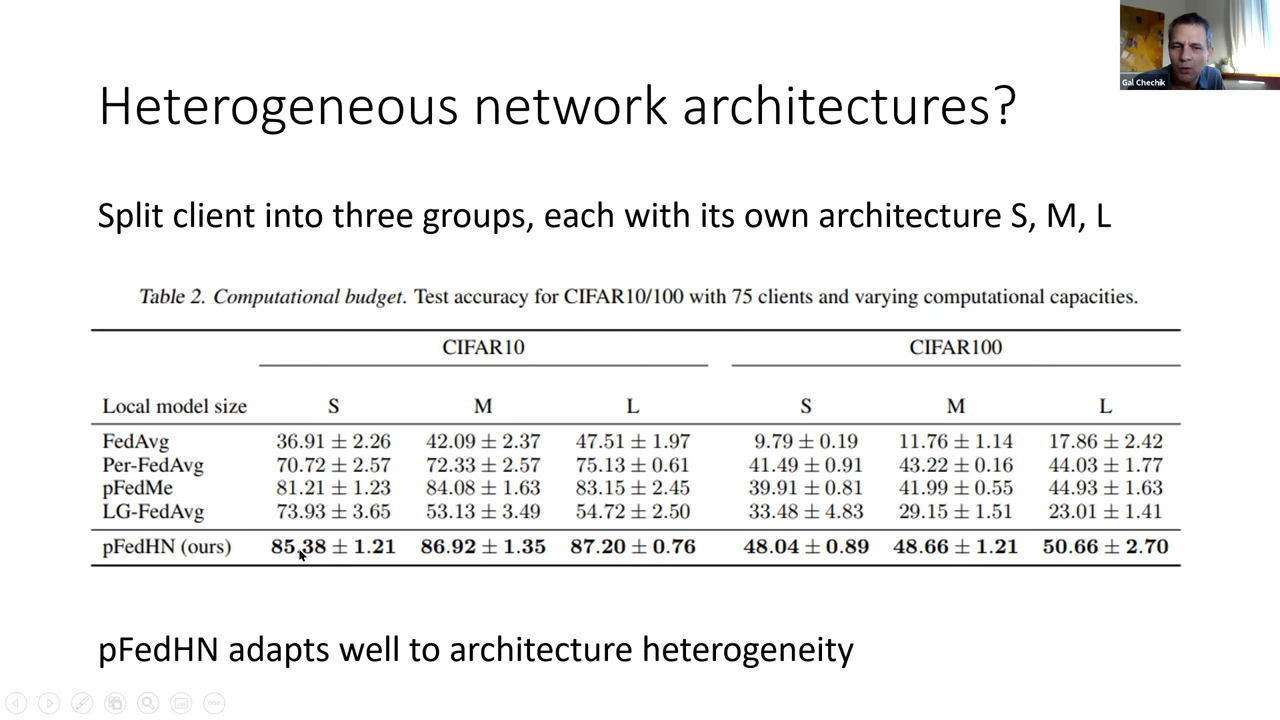 Gal Chechik
Heterogeneous network architectures?
Split client into three groups, each with its own architecture S, M, L
Table 2. Computational budget. Test accuracy for CIFAR10/100 with 75 clients and varying computational capacities.
CIFAR10 CIFAR100
Local model size S M L S M L
FedAvg 36.91 ± 2.26 42.09 ± 2.37 47.51 ± 1.97 9.79 ± 0.19 11.76 ± 1.14 17.86 ± 2.42
Per-FedAvg 70.72 ± 2.57 72.33 ± 2.57 75.13 ± 0.61 41.49 ± 0.91 43.22 ± 0.16 44.03 ± 1.77
pFedMe 81.21 ± 1.23 84.08 ± 1.63 83.15 ± 2.45 39.91 ± 0.81 41.99 ± 0.55 44.93 ± 1.63
LG-FedAvg 73.93 ± 3.65 53.13 ± 3.49 54.72 ± 2.50 33.48 ± 4.83 29.15 ± 1.51 23.01 ± 1.41
pFedHN (ours) 85.38 ± 1.21 86.92 ± 1.35 87.20 ± 0.76 48.04 ± 0.89 48.66 ± 1.21 50.66 ± 2.70
pFedHN adapts well to architecture heterogeneity